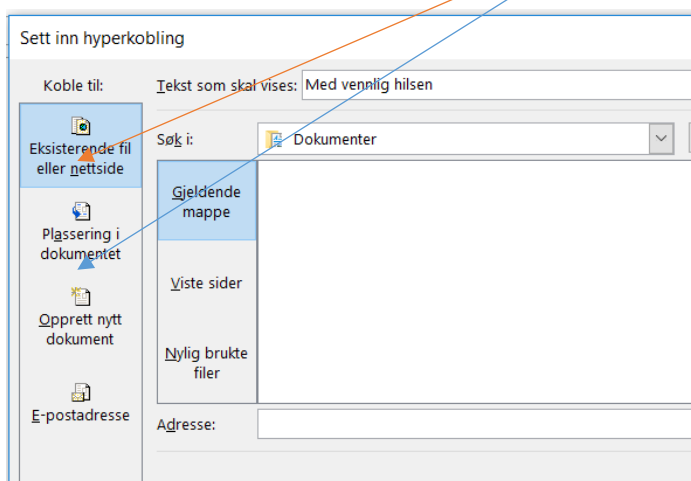 Sett inn hyperkobling
Koble til:
Tekst som skal vises: Med vennlig hilsen
Eksisterende fil
eller nettside
Søk i: Dokumenter
Gjeldende
mappe
Plassering i
dokumentet
Viste sider
Opprett nytt
dokument
Nylig brukte
filer
E-postadresse
Adresse: